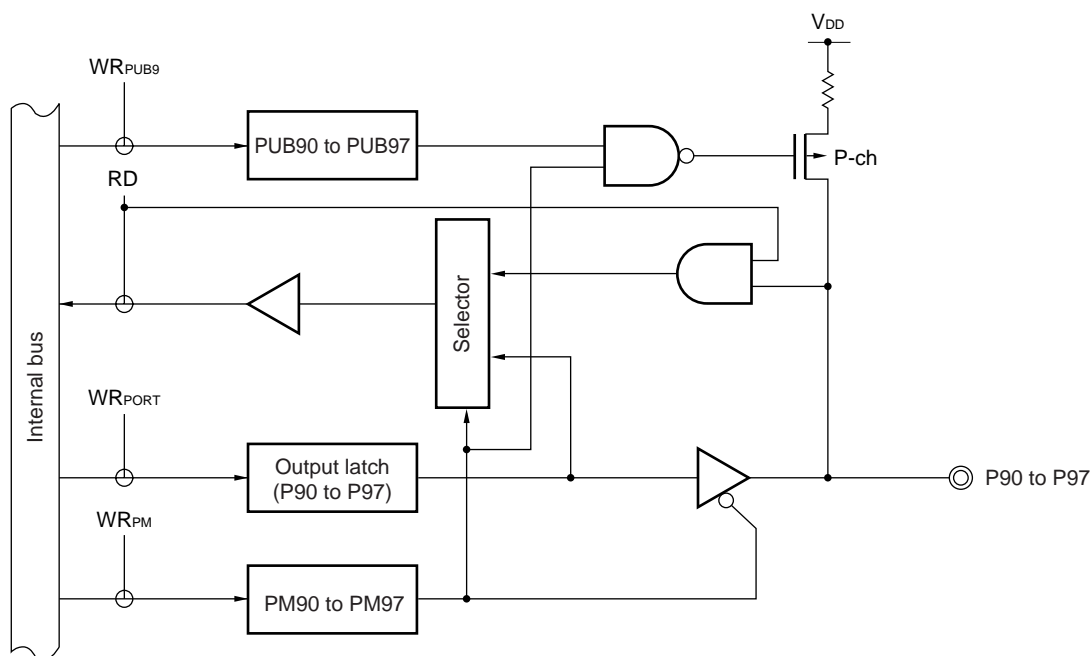 VDD
WRPUB9
PUB90 to PUB97
P-ch
RD
Selector
Internal bus
WRPORT
Output latch
(P90 to P97)
P90 to P97
WRPM
PM90 to PM97